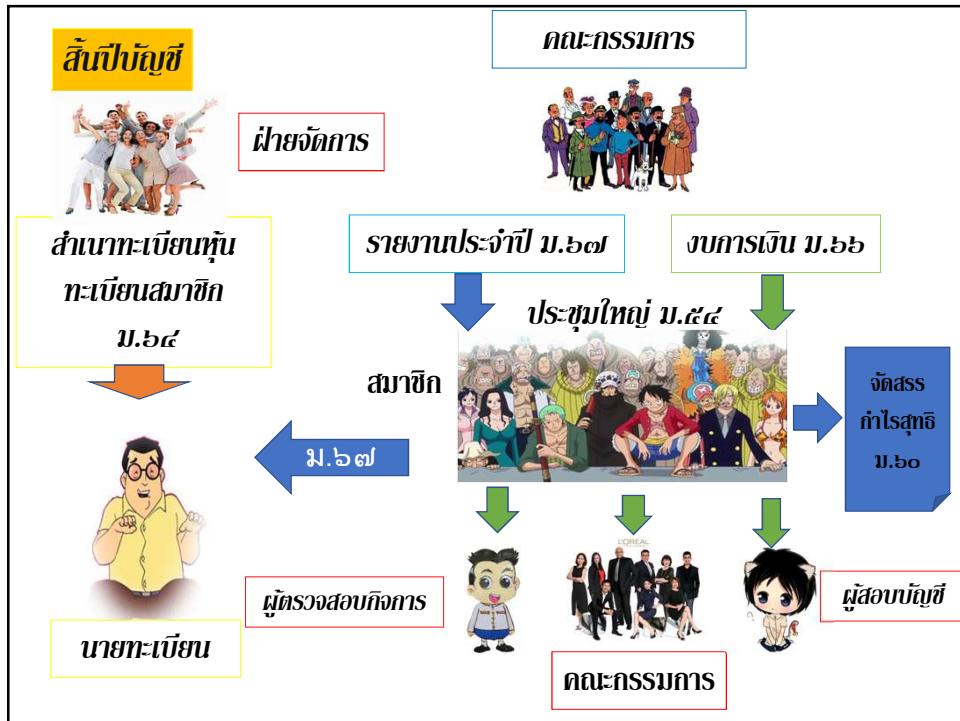 สิ้นปีบัญชี
คณะกรรมการ
ฝ่ายจัดการ
สำเนาทะเบียนหุ้น
ทะเบียนสมาชิก
ม.๖๔
รายงานประจำปี ม.๖๗
งบการเงิน ม.๖๖
ประชุมใหญ่ ม.๕๔
สมาชิก
จัดสรร
กำไรสุทธิ
ม.๖๐
ม.๖๗
L'ORÉAL
ผู้ตรวจสอบกิจการ
ผู้สอบบัญชี
นายทะเบียน
คณะกรรมการ